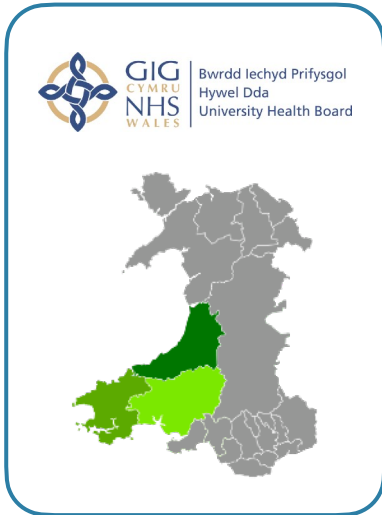 GIG
CYMRU
NHS
WALES
Bwrdd Iechyd Prifysgol
Hywel Dda
University Health Board